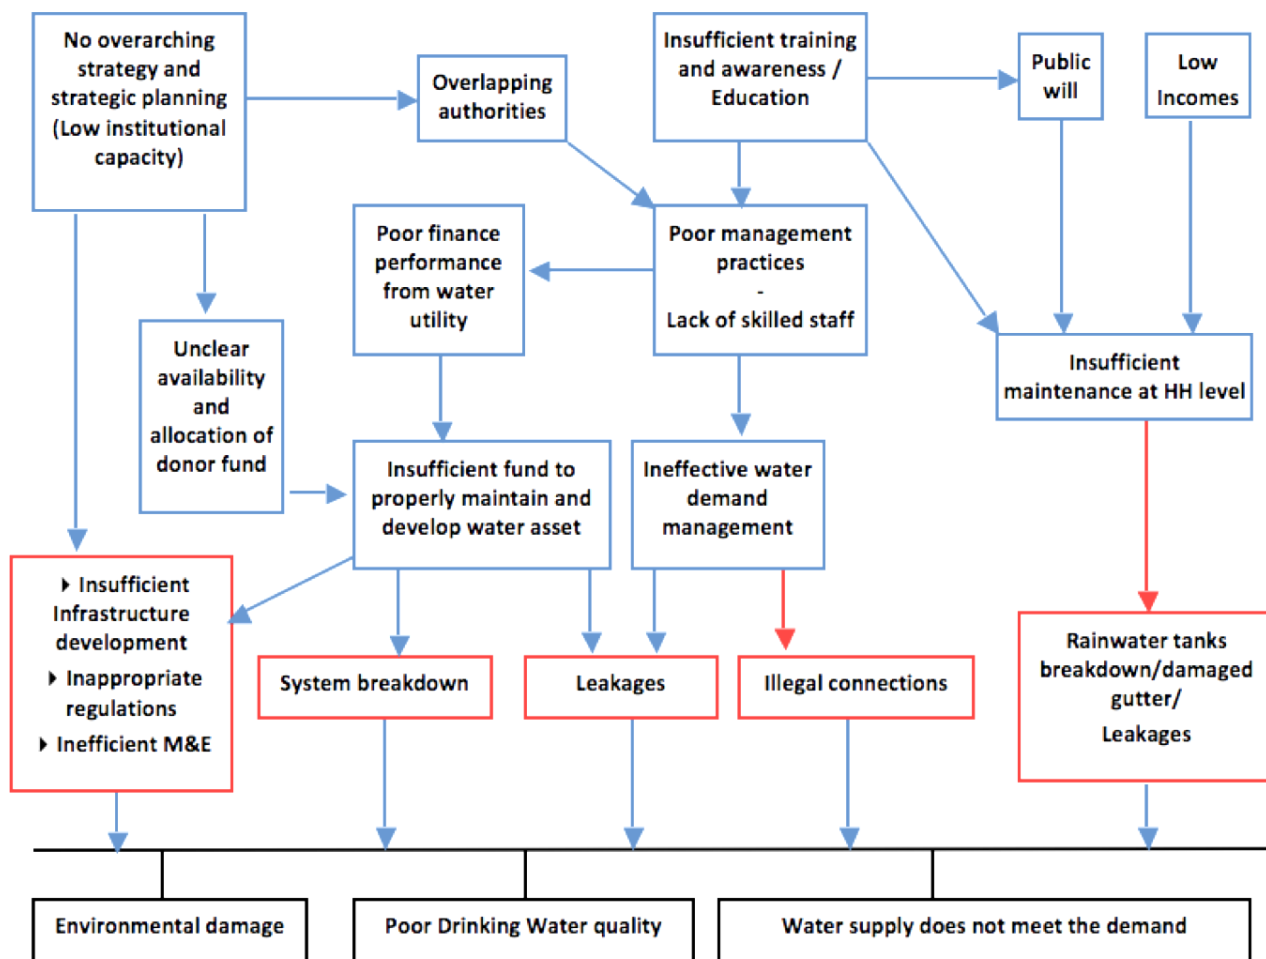 No overarching
strategy and
strategic planning
(Low institutional
capacity)
Overlapping
authorities
Insufficient training
and awareness /
Education
Public
will
Low
Incomes
Poor finance
performance
from water
utility
Poor management
practices
-
Lack of skilled staff
Unclear
availability
and
allocation of
donor fund
Insufficient
maintenance at HH level
Insufficient fund to
properly maintain and
develop water asset
Ineffective water
demand
management
Insufficient
Infrastructure
development
Inappropriate
regulations
Inefficient M&E
System breakdown
Leakages
Illegal connections
Rainwater tanks
breakdown/damaged
gutter/
Leakages
Environmental damage
Poor Drinking Water quality
Water supply does not meet the demand